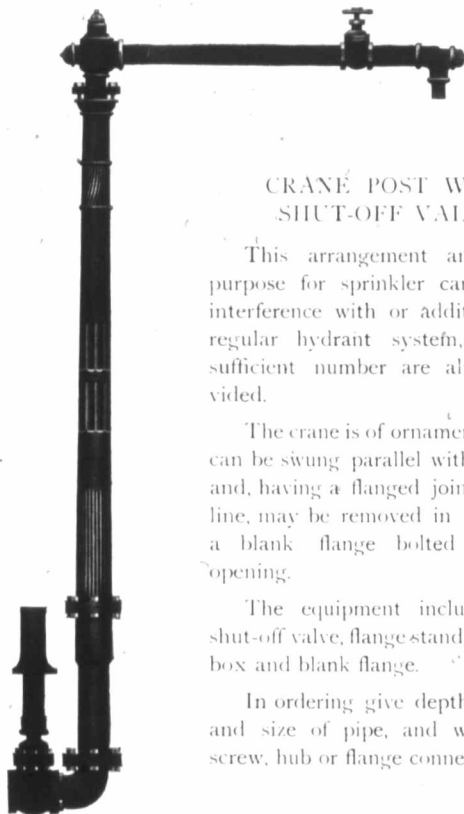 CRANE POST W
SHUT-OFF VAL
This arrangement an
purpose for sprinkler car
interference with or addit
regular hydrant system,
sufficient number are al
vided.
The crane is of ornamen
can be swung parallel with
and, having a flanged join
line, may be removed in
a blank flange bolted
opening.
The equipment inclu
shut-off valve, flange stand
box and blank flange.
In ordering give depth
and size of pipe, and w
screw, hub or flange conne